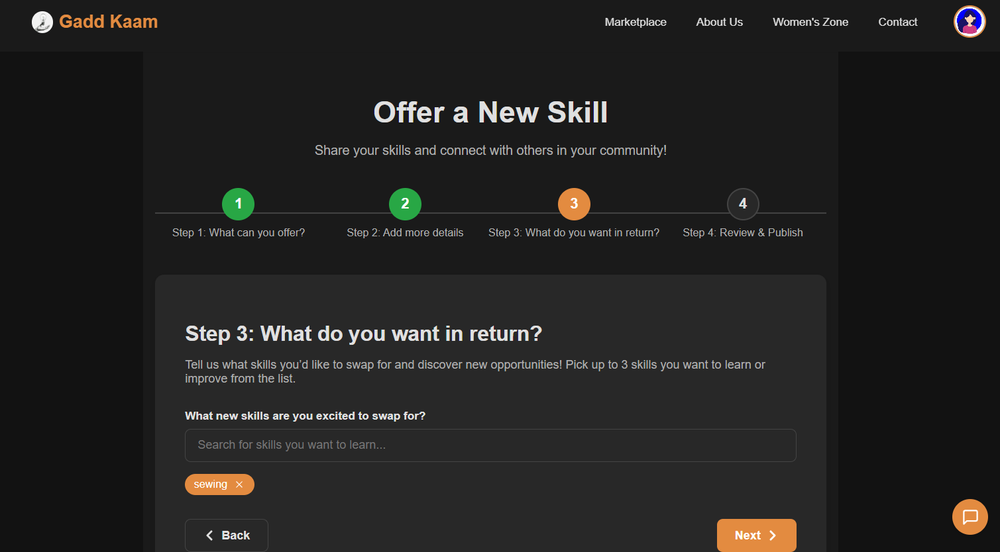 Gadd Kaam
Marketplace
About Us
Women's Zone
Contact
Offer a New Skill
Share your skills and connect with others in your community!
1
2
3
4
Step 1: What can you offer?
Step 2: Add more details
Step 3: What do you want in return?
Step 4: Review & Publish
Step 3: What do you want in return?
Tell us what skills you’d like to swap for and discover new opportunities! Pick up to 3 skills you want to learn or
improve from the list.
What new skills are you excited to swap for?
Search for skills you want to learn...
sewing
Back
Next